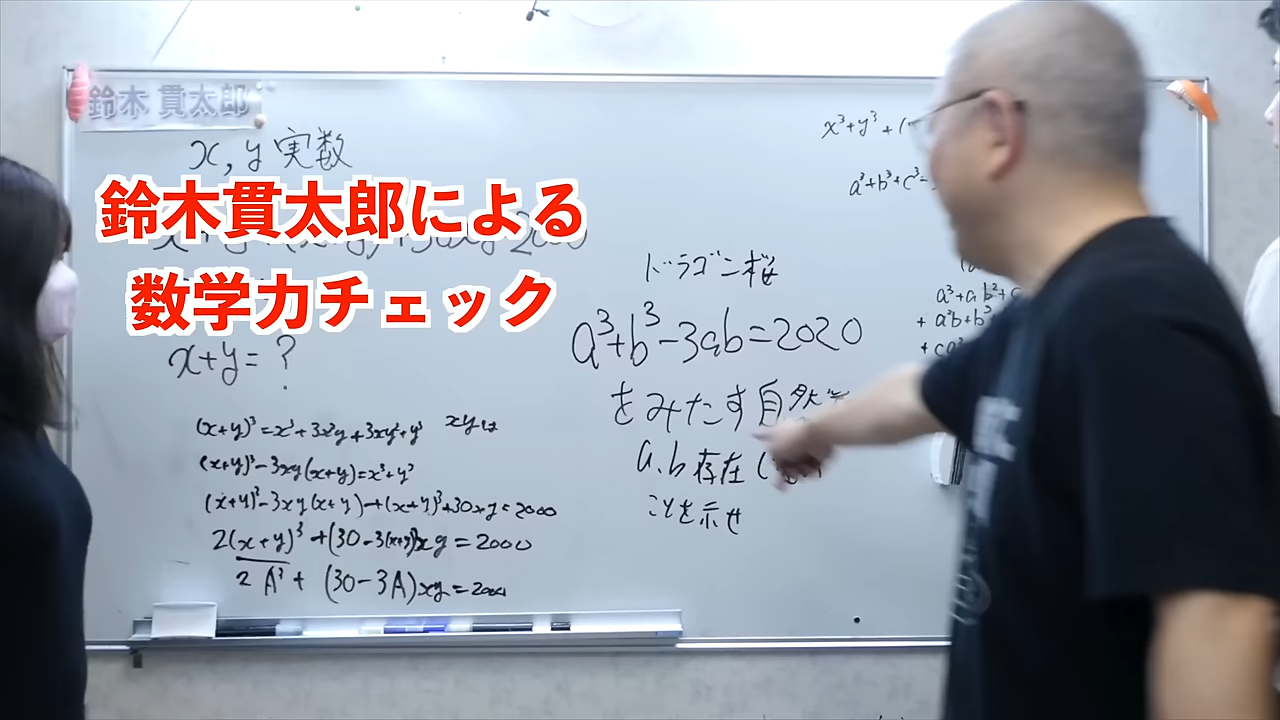 鈴木 貫太郎
x, y 実数
鈴木貫太郎による
数学力チェック
x+y=?
(x+y)³=x³+3x²y+3xy²+y³ xyは
(x+y)³-3xy(x+y)=x³+y³
(x+y)³-3xy(x+y)+(x+y)³+30xy=2000
2(x+y)³+(30-3(x+y))xy=2000
2A³+(30-3A)xy=2000
ドラゴン桜
a³+b³-3ab=2020
をみたす自然
a.b存在
ことを示せ
x³+y³+(
a³+b³+c³-
a³+ab²+c
+a²b+b³
+ca²